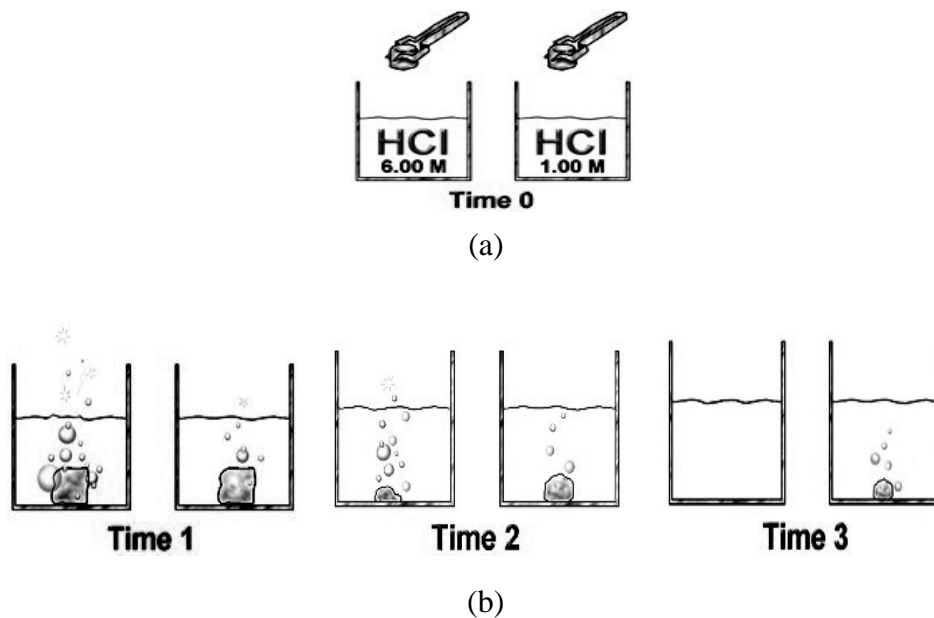 HCl
6.00 M
HCl
1.00 M
Time 0
(a)
Time 1
Time 2
Time 3
(b)